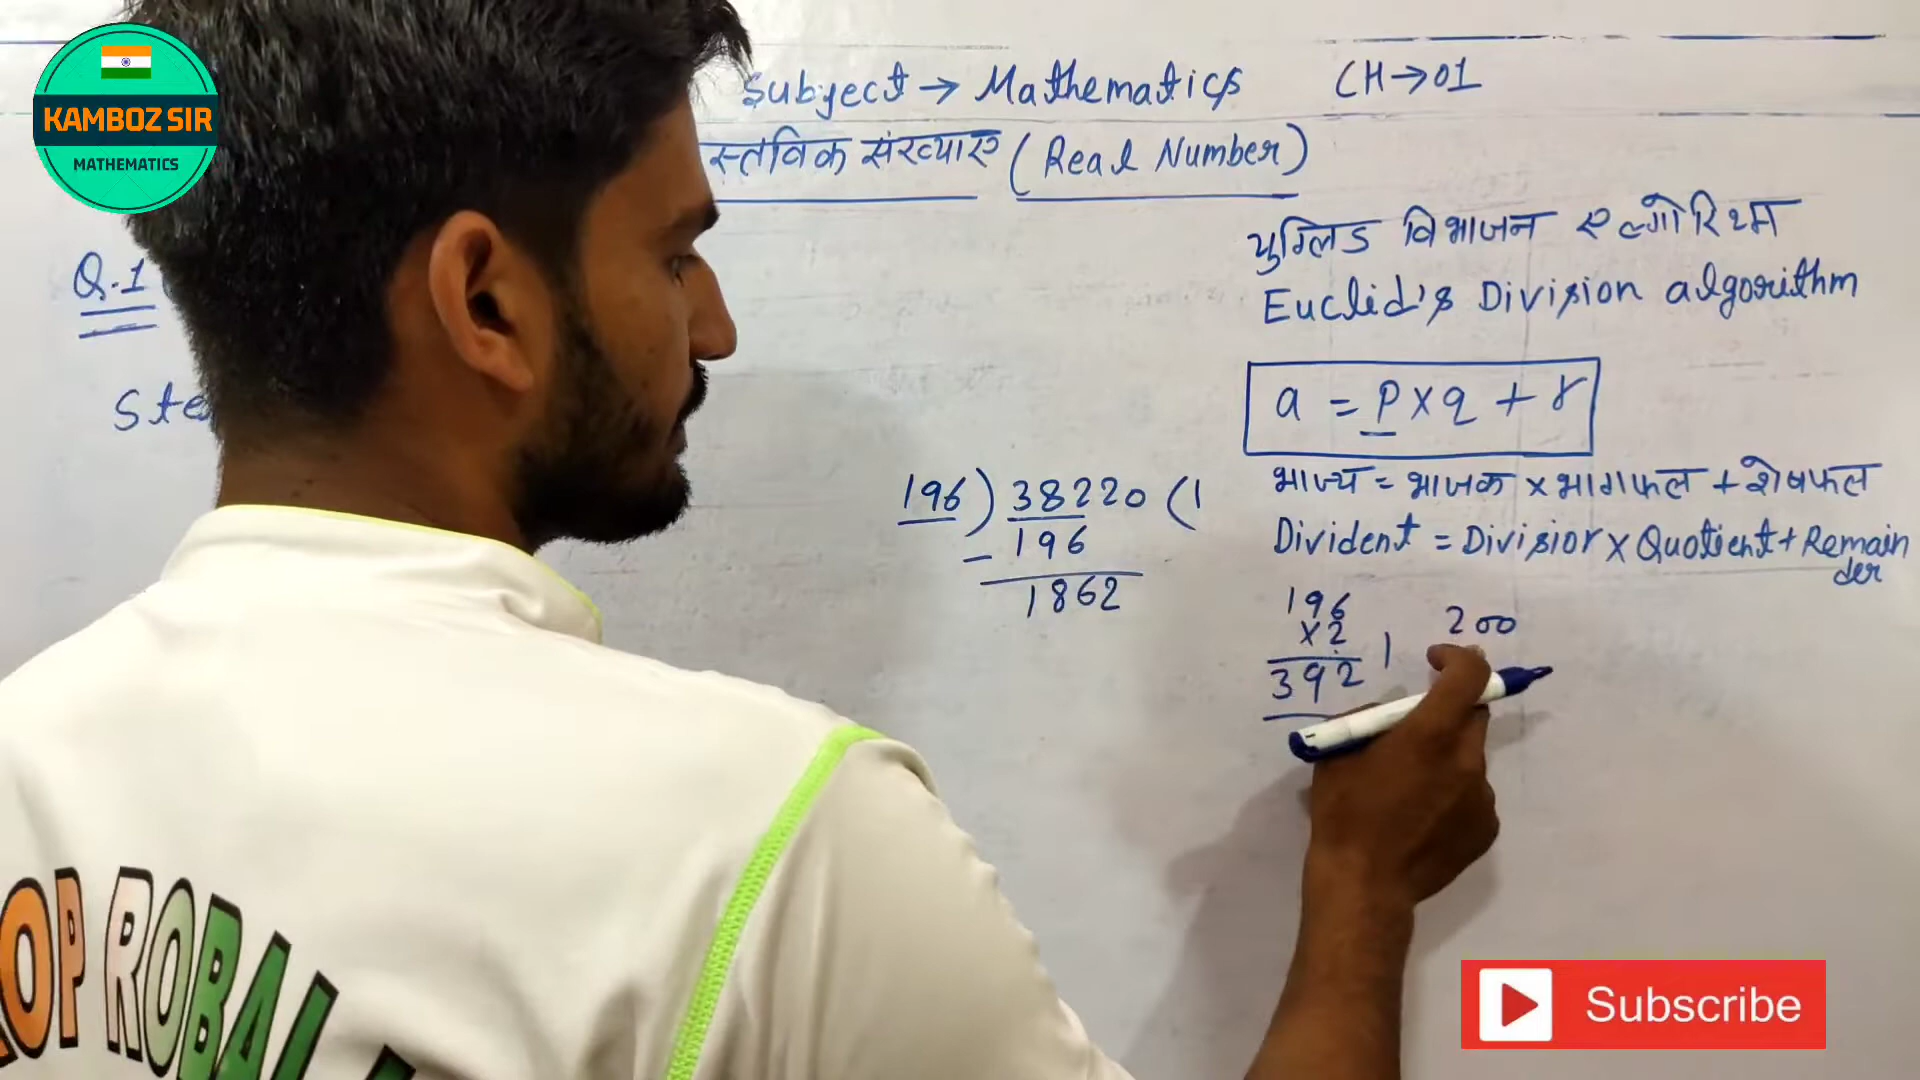 KAMBOZ SIR
MATHEMATICS
Subject → Mathematics CH→01
स्तविक संख्याए (Real Number)
युग्लिड विभाजन एल्गोरिथम
Euclid's Division algorithm
Q.1
Ste
a = p×q + r
भाज्य = भाजक × भागफल + शेषफल
Divident = Divisior × Quotient + Remainder
196 ) 38220 ( 1
- 196
1862
196
×2
392
200
OP ROBA
Subscribe